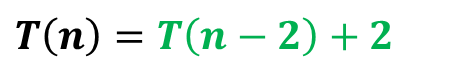 T(n) = T(n − 2) + 2